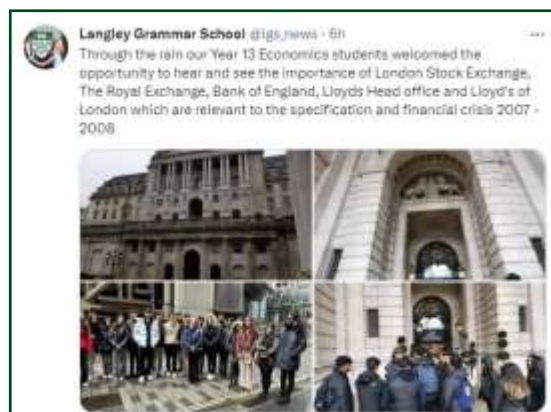 Langley Grammar School @lgs_news · 6h
Through the rain our Year 13 Economics students welcomed the
opportunity to hear and see the importance of London Stock Exchange,
The Royal Exchange, Bank of England, Lloyds Head office and Lloyd's of
London which are relevant to the specification and financial crisis 2007 -
2008